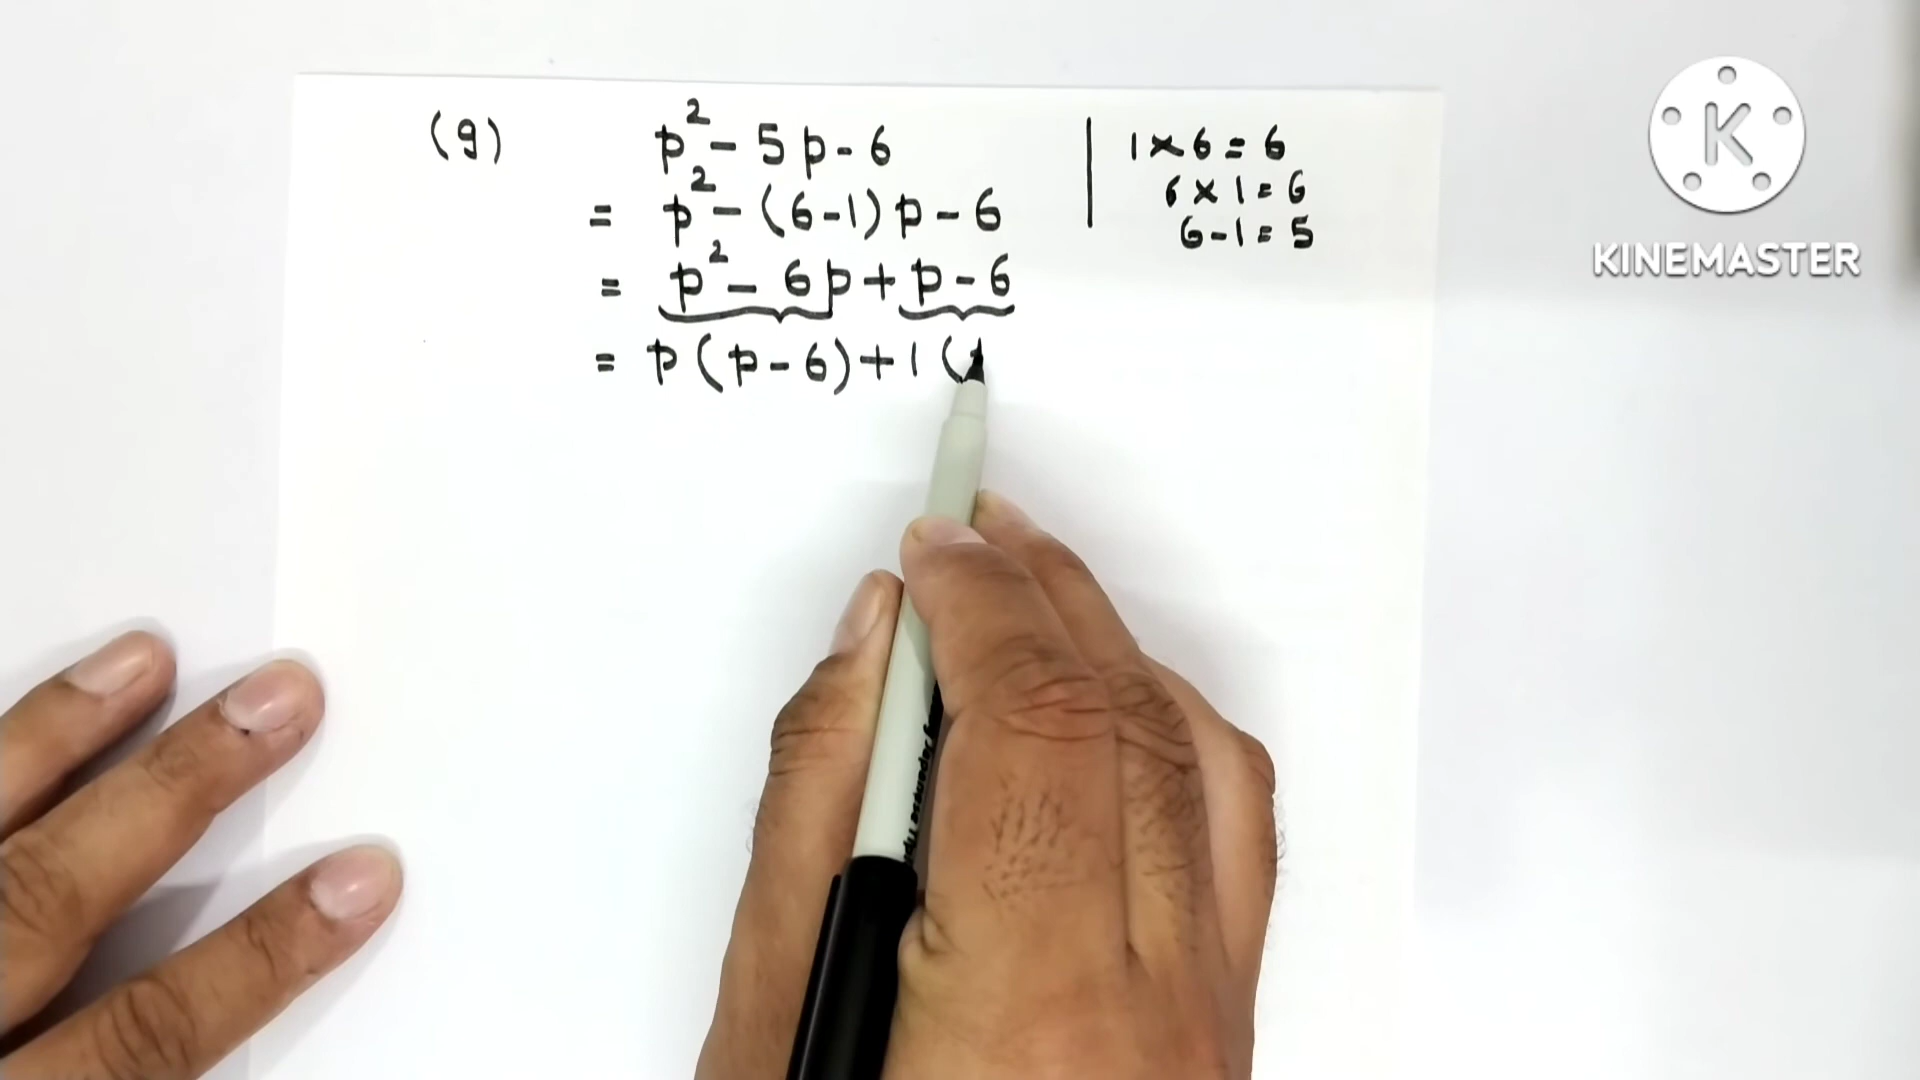 (9) p² - 5p - 6
= p² - (6-1)p - 6
= p² - 6p + p - 6
= p(p-6) + 1(
1 × 6 = 6
6 × 1 = 6
6 - 1 = 5
K
KINEMASTER